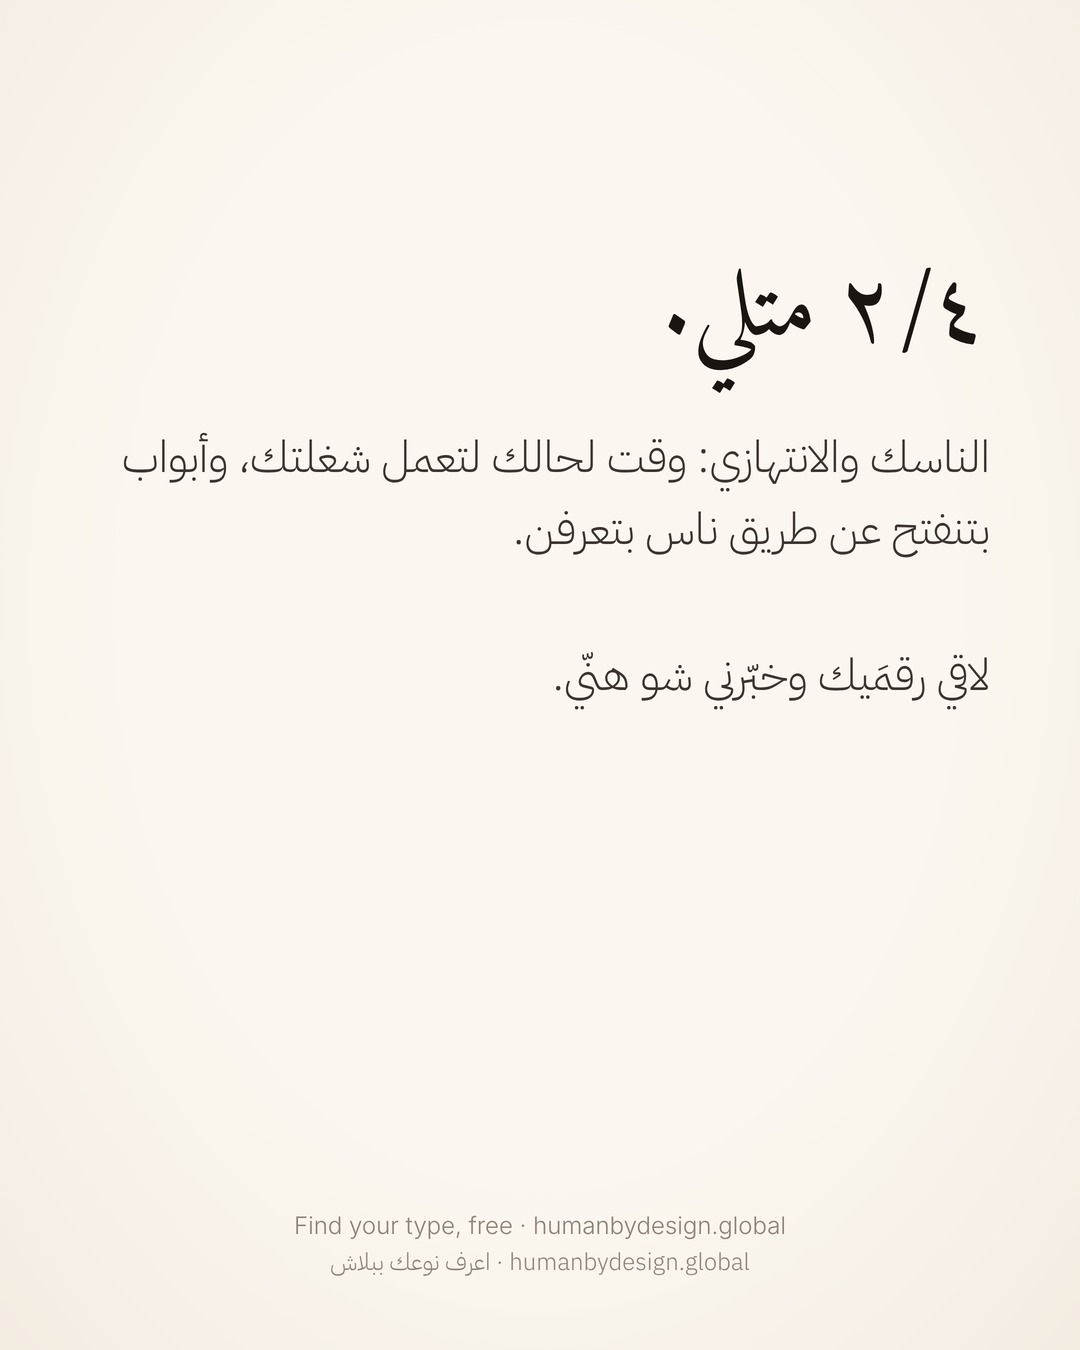 ٢/٤ متلي.
الناسك والانتهازي: وقت لحالك لتعمل شغلتك، وأبواب
بتنفتح عن طريق ناس بتعرفن.
لاقي رقمَيك وخبّرني شو هنّي.
Find your type, free · humanbydesign.global
اعرف نوعك ببلاش · humanbydesign.global